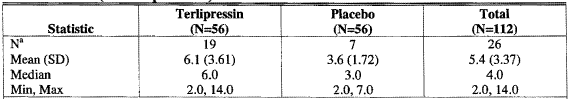 Statistic Terlipressin (N=56) Placebo (N=56) Total (N=112)
Nª 19 7 26
Mean (SD) 6.1 (3.61) 3.6 (1.72) 5.4 (3.37)
Median 6.0 3.0 4.0
Min, Max 2.0, 14.0 2.0, 7.0 2.0, 14.0